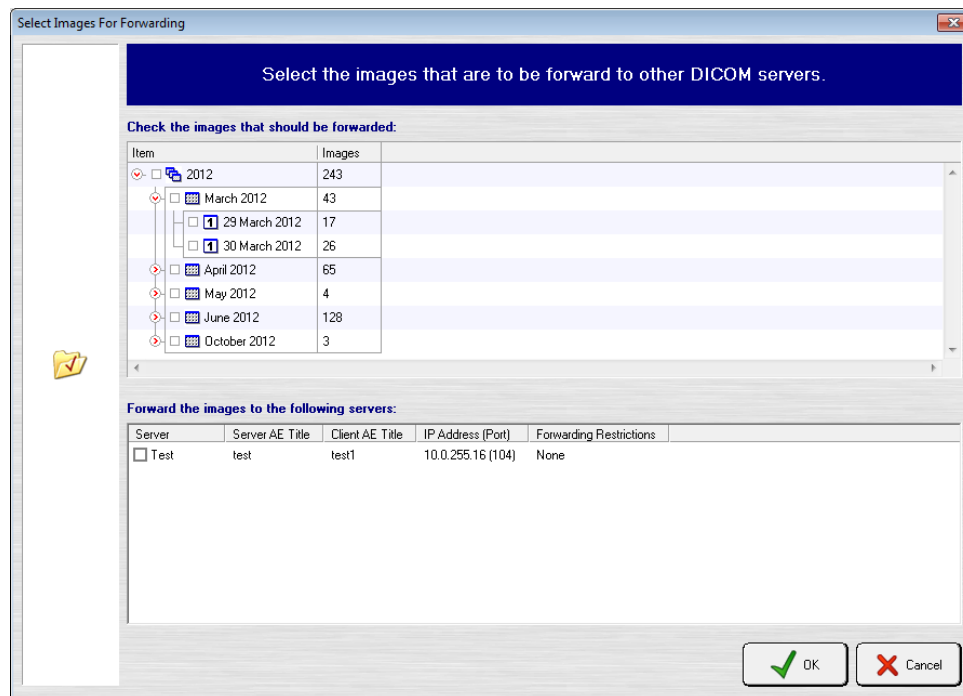 Select Images For Forwarding
Select the images that are to be forward to other DICOM servers.
Check the images that should be forwarded:
Item Images
2012 243
March 2012 43
1 29 March 2012 17
1 30 March 2012 26
April 2012 65
May 2012 4
June 2012 128
October 2012 3
Forward the images to the following servers:
Server Server AE Title Client AE Title IP Address (Port) Forwarding Restrictions
Test test test1 10.0.255.16 (104) None
OK Cancel